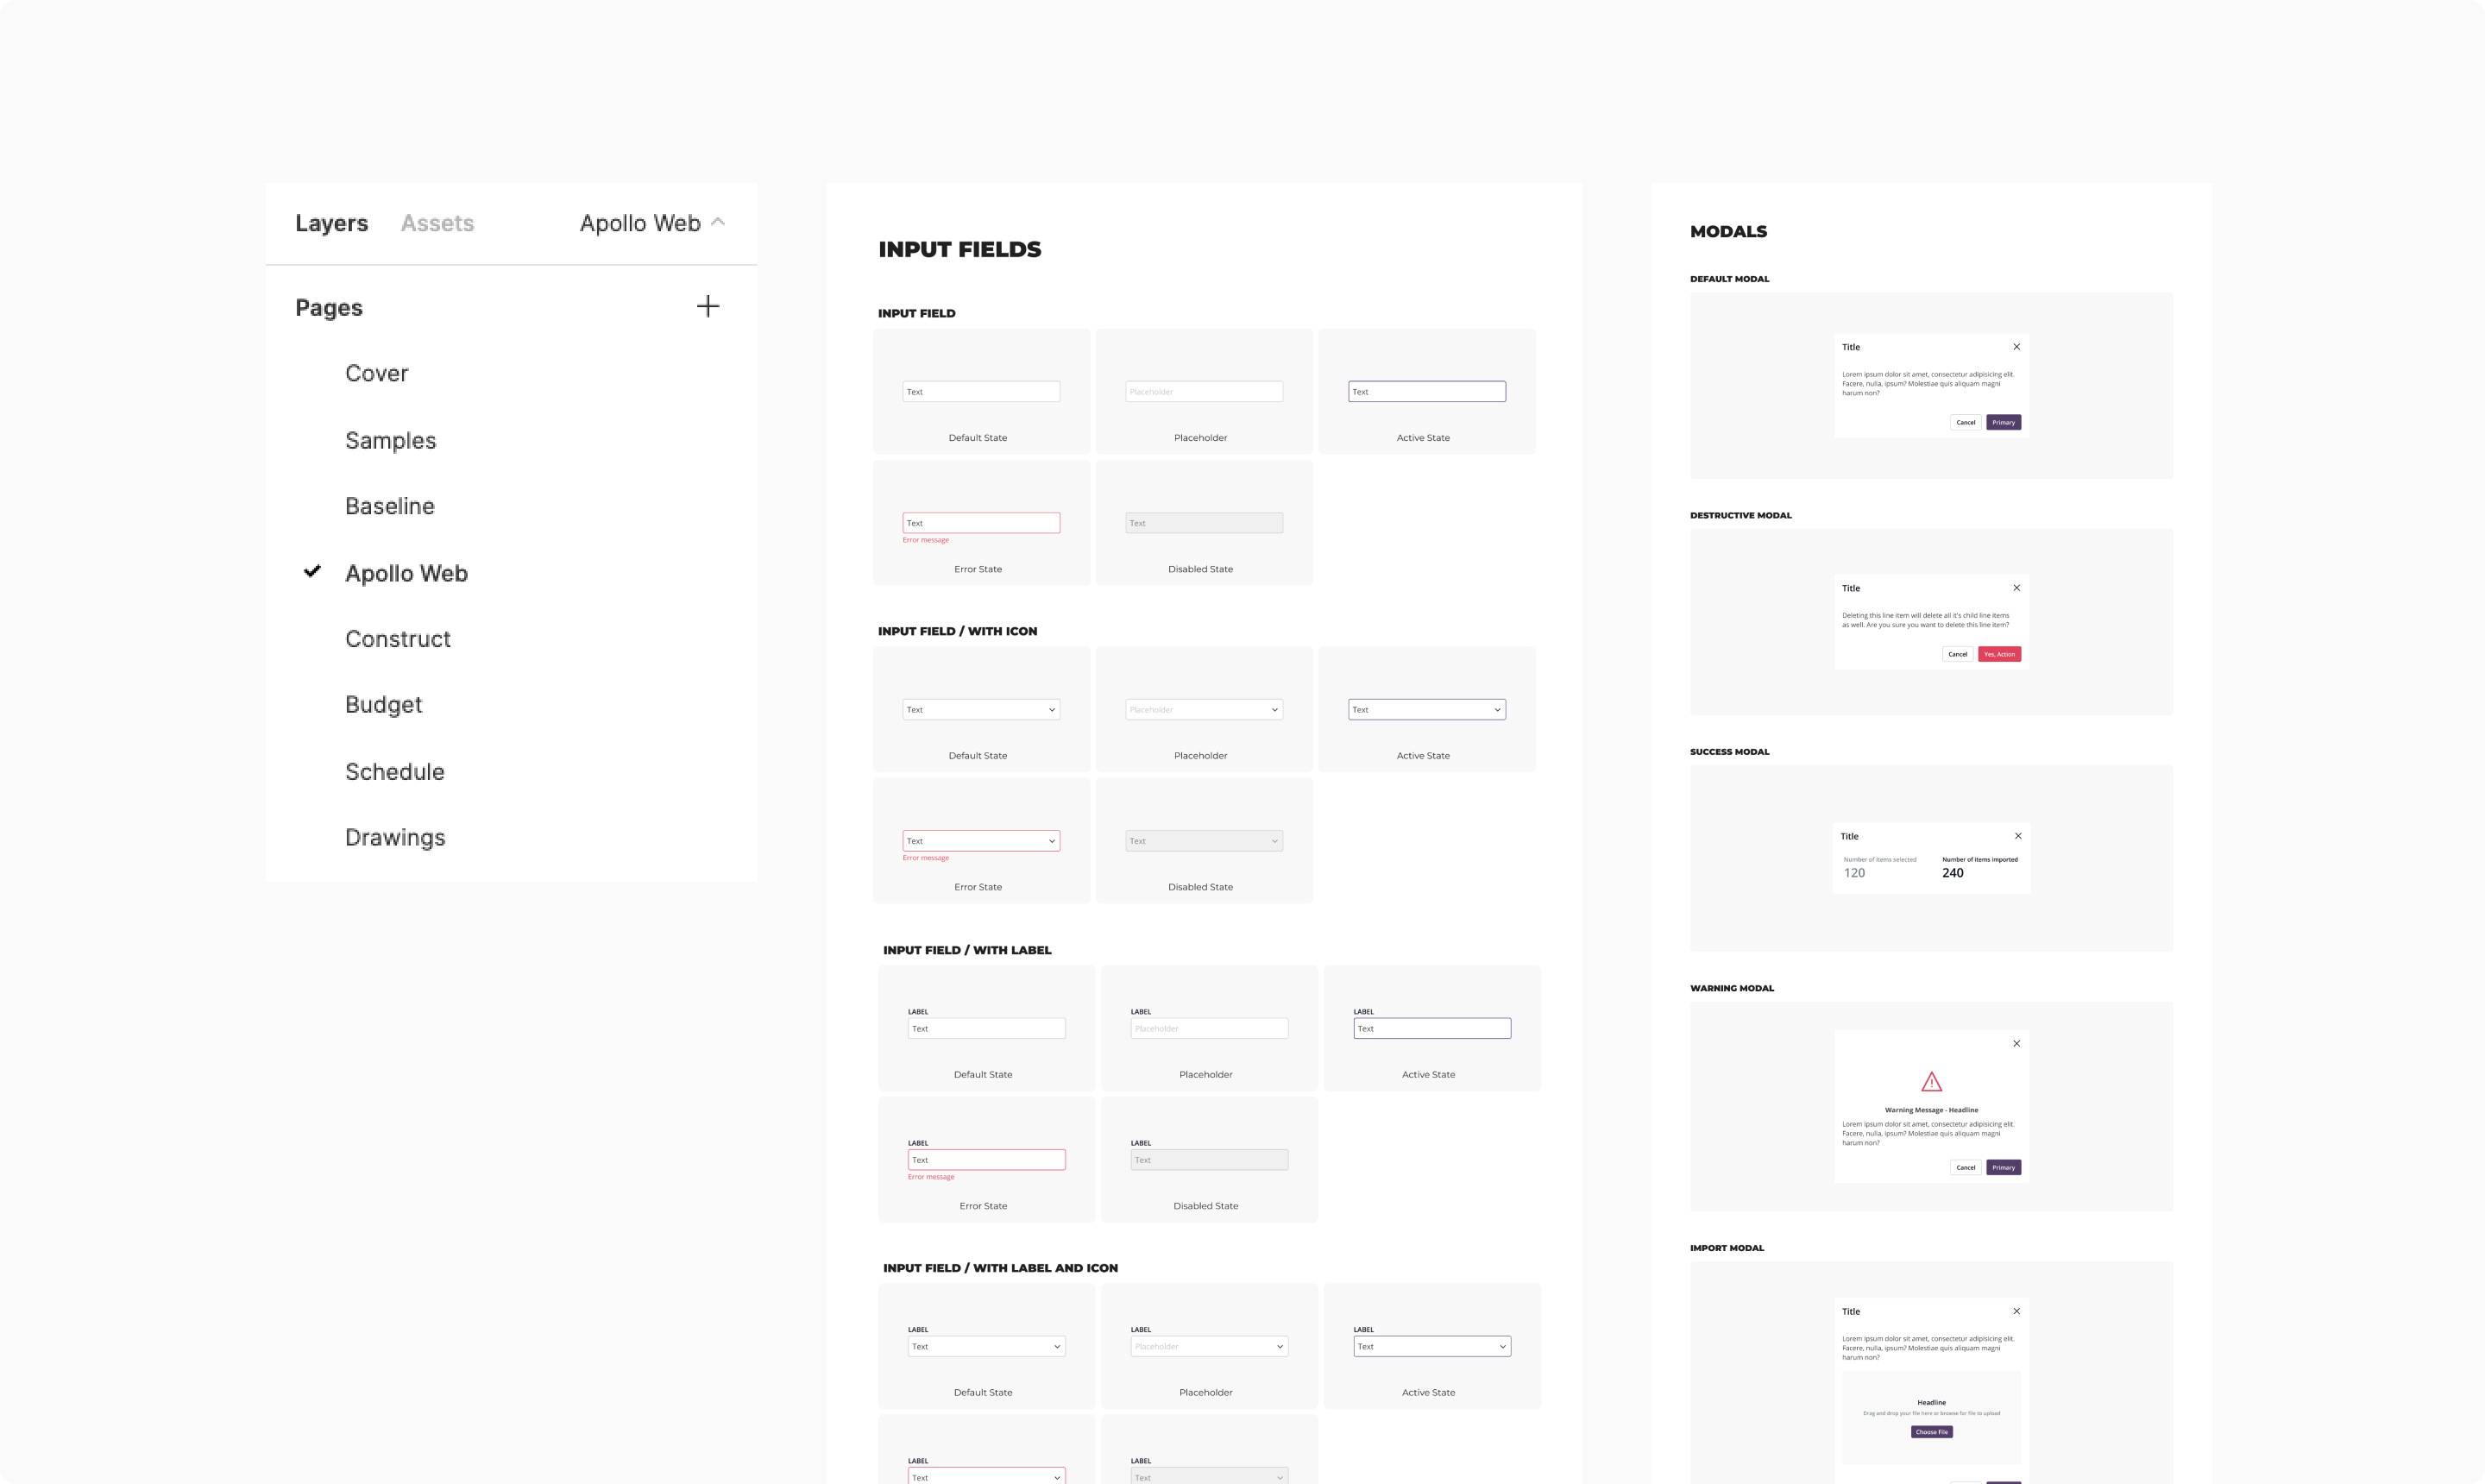 Layers Assets Apollo Web
Pages
Cover
Samples
Baseline
Apollo Web
Construct
Budget
Schedule
Drawings
INPUT FIELDS
INPUT FIELD
Text
Default State
Placeholder
Placeholder
Text
Active State
Text
Error message
Error State
Text
Disabled State
INPUT FIELD / WITH ICON
Text
Default State
Placeholder
Placeholder
Text
Active State
Text
Error message
Error State
Text
Disabled State
INPUT FIELD / WITH LABEL
LABEL
Text
Default State
LABEL
Placeholder
Placeholder
LABEL
Text
Active State
LABEL
Text
Error message
Error State
LABEL
Text
Disabled State
INPUT FIELD / WITH LABEL AND ICON
LABEL
Text
Default State
LABEL
Placeholder
Placeholder
LABEL
Text
Active State
LABEL
Text
LABEL
Text
MODALS
DEFAULT MODAL
Title
Lorem ipsum dolor sit amet, consectetur adipisicing elit.
Facere, nulla, ipsum? Molestiae quis aliquam magni
harum non?
Cancel Primary
DESTRUCTIVE MODAL
Title
Deleting this line item will delete all it's child line items
as well. Are you sure you want to delete this line item?
Cancel Yes, Action
SUCCESS MODAL
Title
Number of items selected
120
Number of items imported
240
WARNING MODAL
Warning Message - Headline
Lorem ipsum dolor sit amet, consectetur adipisicing elit.
Facere, nulla, ipsum? Molestiae quis aliquam magni
harum non?
Cancel Primary
IMPORT MODAL
Title
Lorem ipsum dolor sit amet, consectetur adipisicing elit.
Facere, nulla, ipsum? Molestiae quis aliquam magni
harum non?
Headline
Drag and drop your file here or browse for file to upload
Choose File